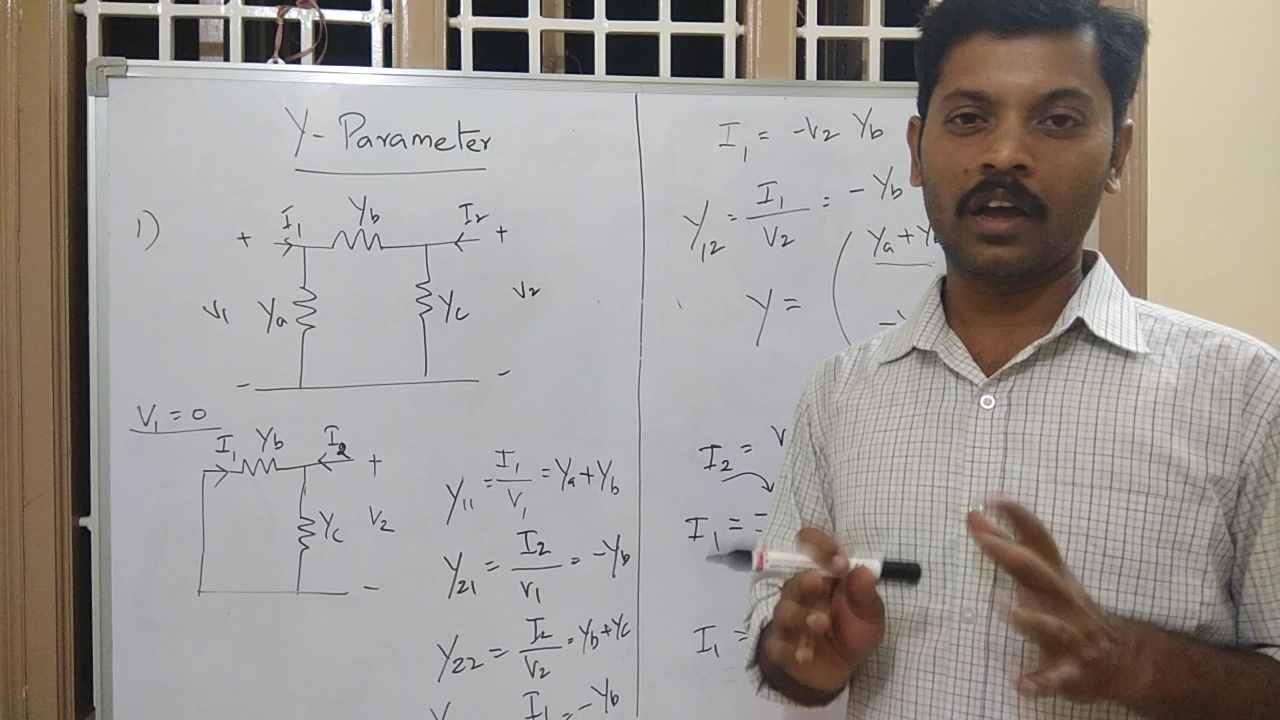 Y-Parameter
1)
I1 Yb I2
+ +
V1 Ya Yc V2
- -
V1 = 0
I1 Yb I2 +
Yc V2
-
Y11 = I1/V1 = Ya+Yb
Y21 = I2/V1 = -Yb
Y22 = I2/V2 = Yb+Yc
I1 = -Yb
I1 = -V2 Yb
Y12 = I1/V2 = -Yb
Y = ( Ya+Y
I2 = V
I1 =
I1 =